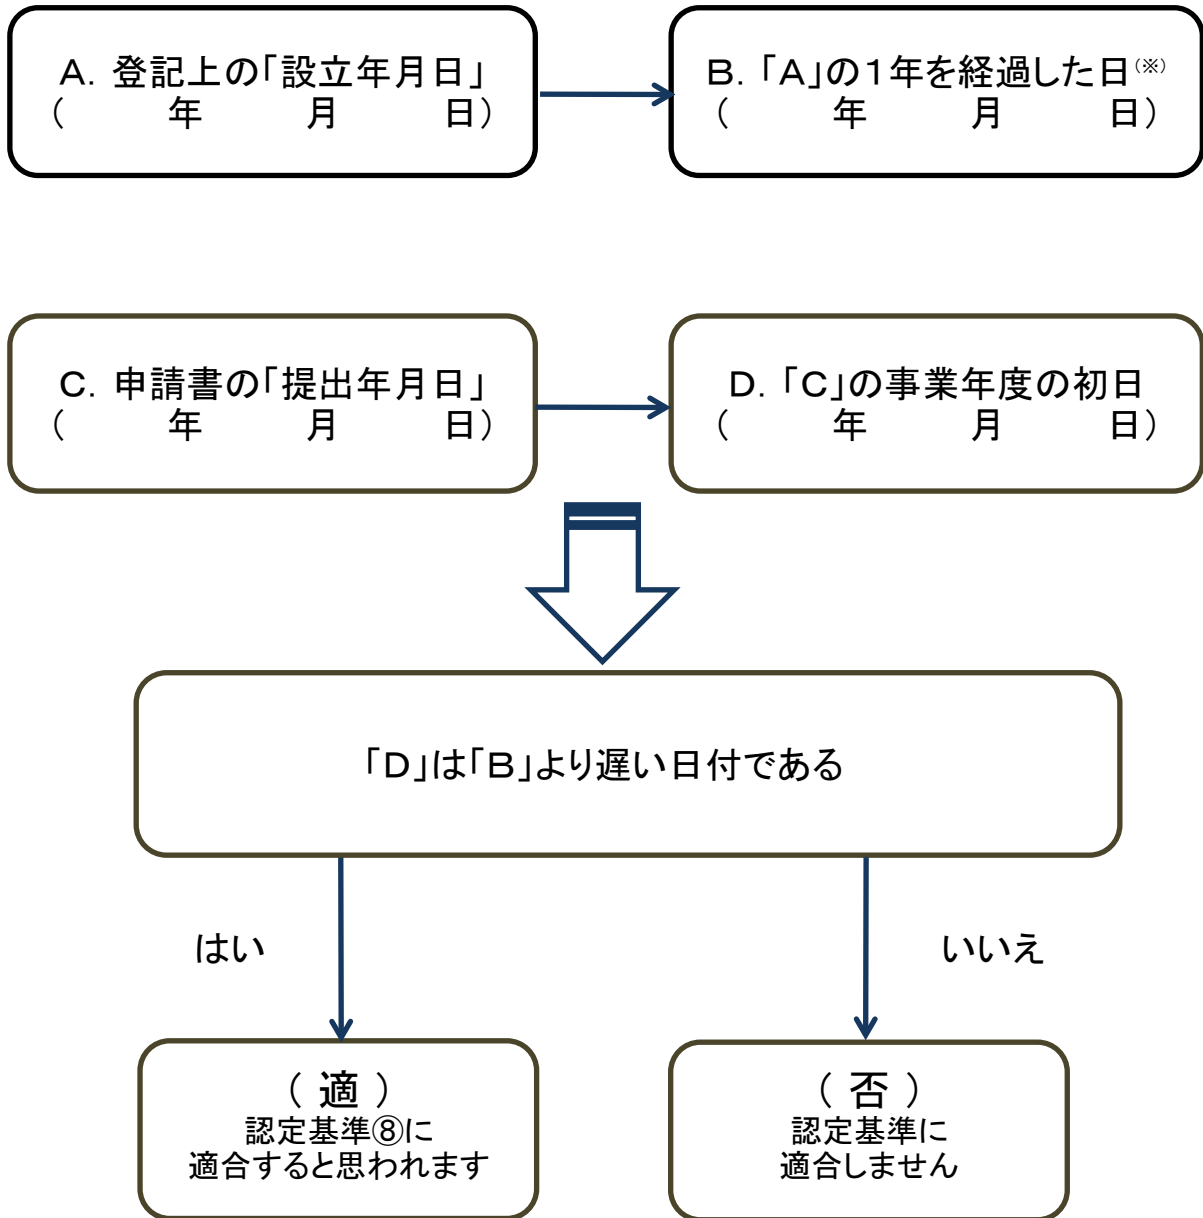 A. 登記上の「設立年月日」
(　　年　　月　　日)
B. 「A」の1年を経過した日(※)
(　　年　　月　　日)
C. 申請書の「提出年月日」
(　　年　　月　　日)
D. 「C」の事業年度の初日
(　　年　　月　　日)
「D」は「B」より遅い日付である
はい
いいえ
( 適 )
認定基準⑧に
適合すると思われます
( 否 )
認定基準に
適合しません